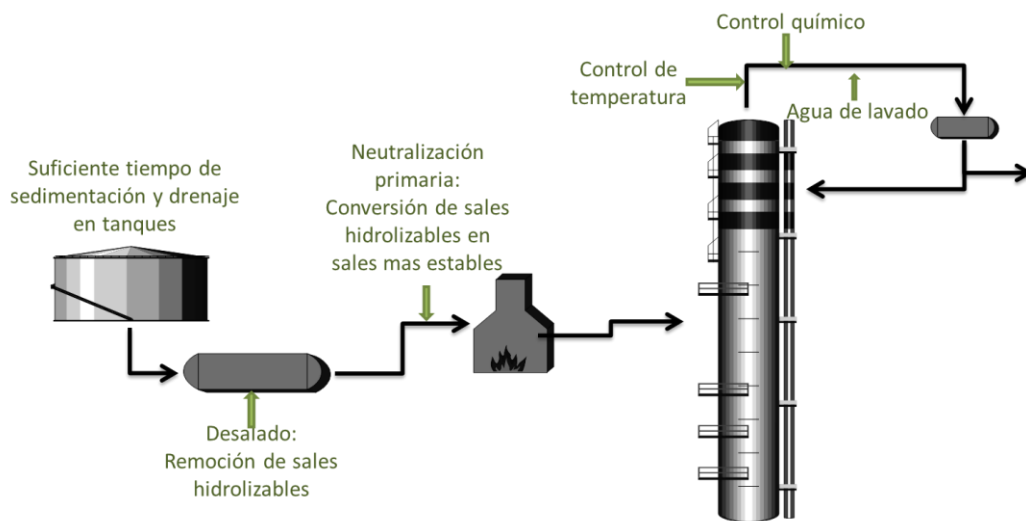 Control químico
Control de
temperatura
Agua de lavado
Suficiente tiempo de
sedimentación y drenaje
en tanques
Neutralización
primaria:
Conversión de sales
hidrolizables en
sales mas estables
Desalado:
Remoción de sales
hidrolizables